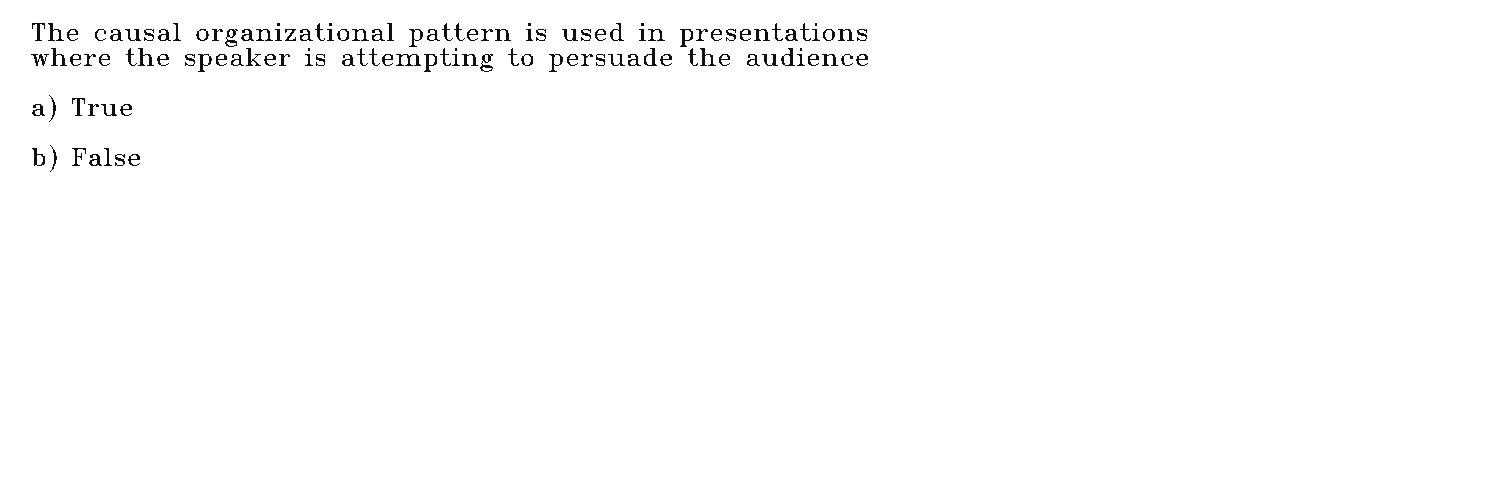 The causal organizational pattern is used in presentations
where the speaker is attempting to persuade the audience
a) True
b) False